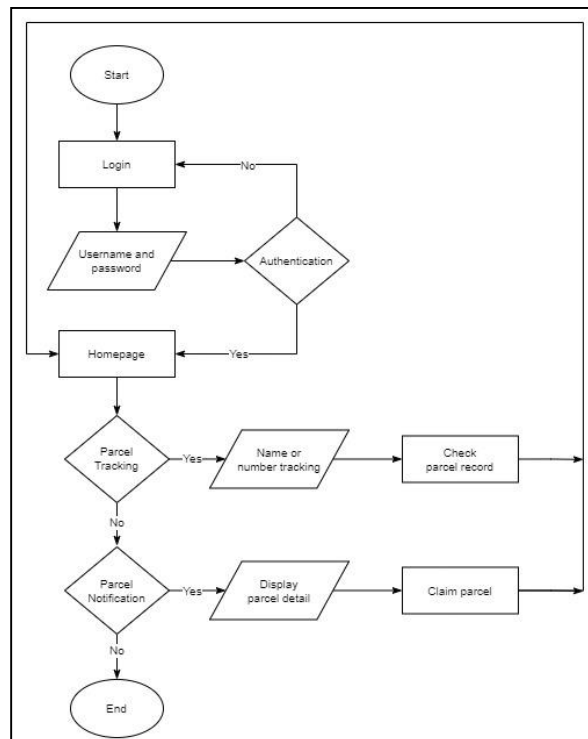 Start
Login
No
Username and
password
Authentication
Homepage
Yes
Parcel
Tracking
Yes
Name or
number tracking
Check
parcel record
No
Parcel
Notification
Yes
Display
parcel detail
Claim parcel
No
End